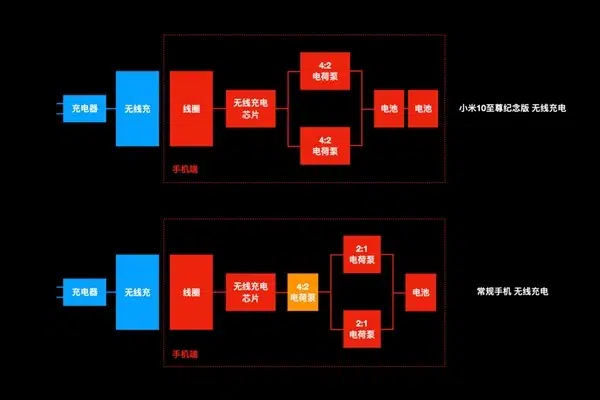 4:2
电荷泵
充电器
无线充
线圈
无线充电
芯片
电池
电池
小米10至尊纪念版 无线充电
4:2
电荷泵
手机端
2:1
电荷泵
充电器
无线充
线圈
无线充电
芯片
4:2
电荷泵
电池
常规手机 无线充电
2:1
电荷泵
手机端